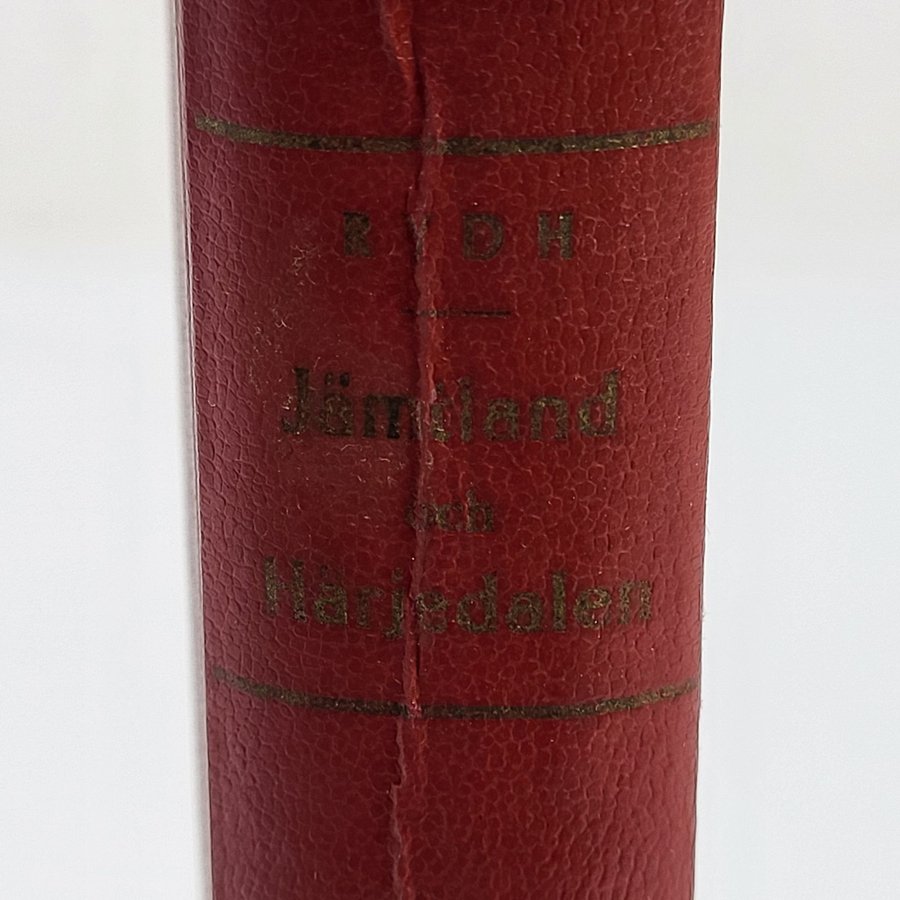 RYDH
Jämtland
och
Härjedalen